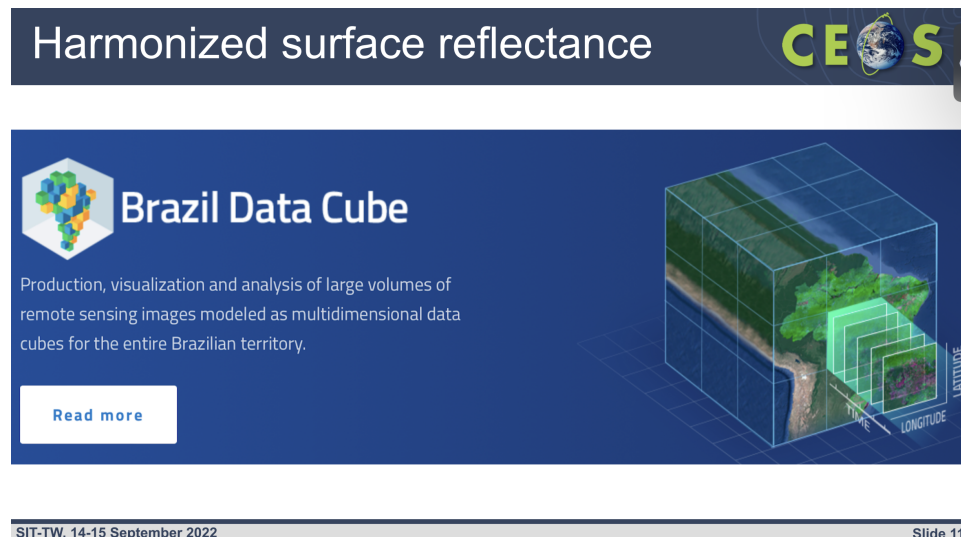 Harmonized surface reflectance
CEOS
Brazil Data Cube
Production, visualization and analysis of large volumes of
remote sensing images modeled as multidimensional data
cubes for the entire Brazilian territory.
Read more
TIME
LONGITUDE
LATITUDE
SIT-TW, 14-15 September 2022
Slide 11